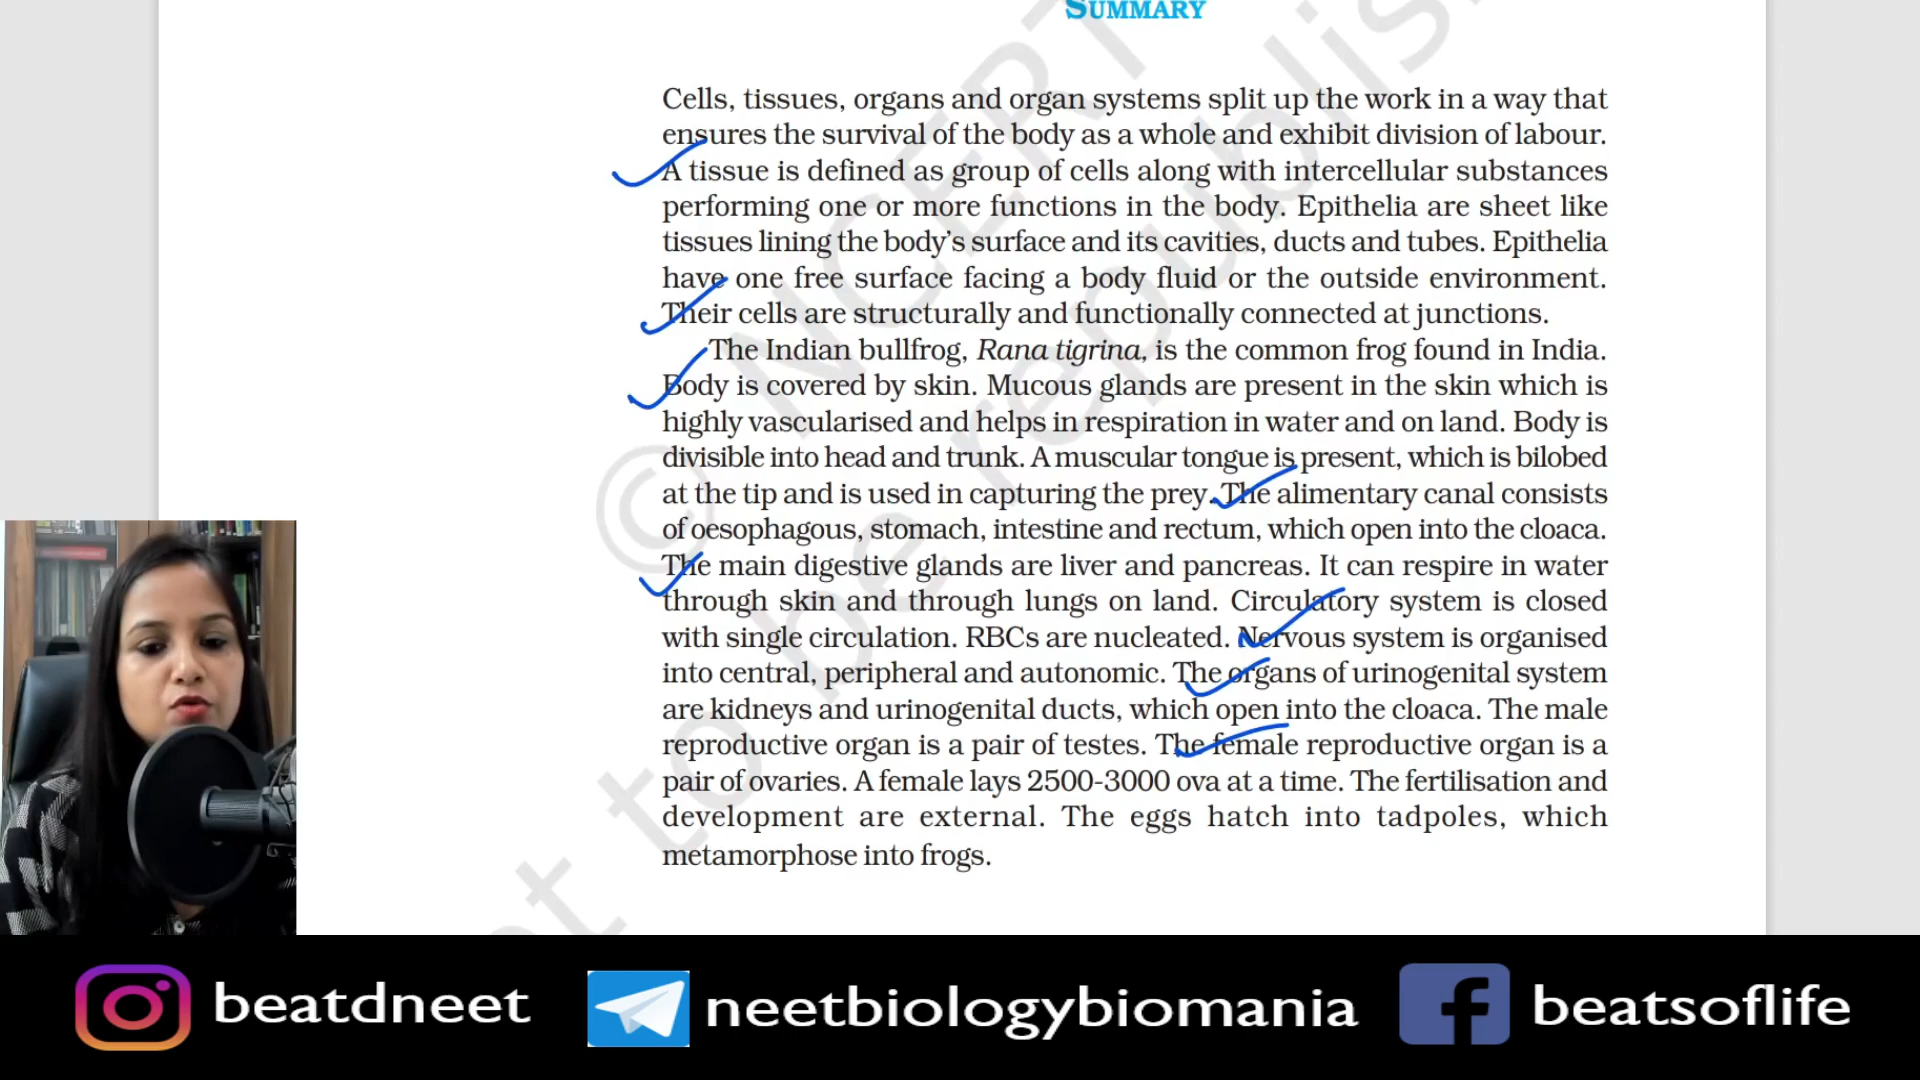 SUMMARY
Cells, tissues, organs and organ systems split up the work in a way that
ensures the survival of the body as a whole and exhibit division of labour.
A tissue is defined as group of cells along with intercellular substances
performing one or more functions in the body. Epithelia are sheet like
tissues lining the body's surface and its cavities, ducts and tubes. Epithelia
have one free surface facing a body fluid or the outside environment.
Their cells are structurally and functionally connected at junctions.
The Indian bullfrog, Rana tigrina, is the common frog found in India.
Body is covered by skin. Mucous glands are present in the skin which is
highly vascularised and helps in respiration in water and on land. Body is
divisible into head and trunk. A muscular tongue is present, which is bilobed
at the tip and is used in capturing the prey. The alimentary canal consists
of oesophagous, stomach, intestine and rectum, which open into the cloaca.
The main digestive glands are liver and pancreas. It can respire in water
through skin and through lungs on land. Circulatory system is closed
with single circulation. RBCs are nucleated. Nervous system is organised
into central, peripheral and autonomic. The organs of urinogenital system
are kidneys and urinogenital ducts, which open into the cloaca. The male
reproductive organ is a pair of testes. The female reproductive organ is a
pair of ovaries. A female lays 2500-3000 ova at a time. The fertilisation and
development are external. The eggs hatch into tadpoles, which
metamorphose into frogs.
© NCERT
not to be republis
beatdneet
neetbiologybiomania
beatsoflife